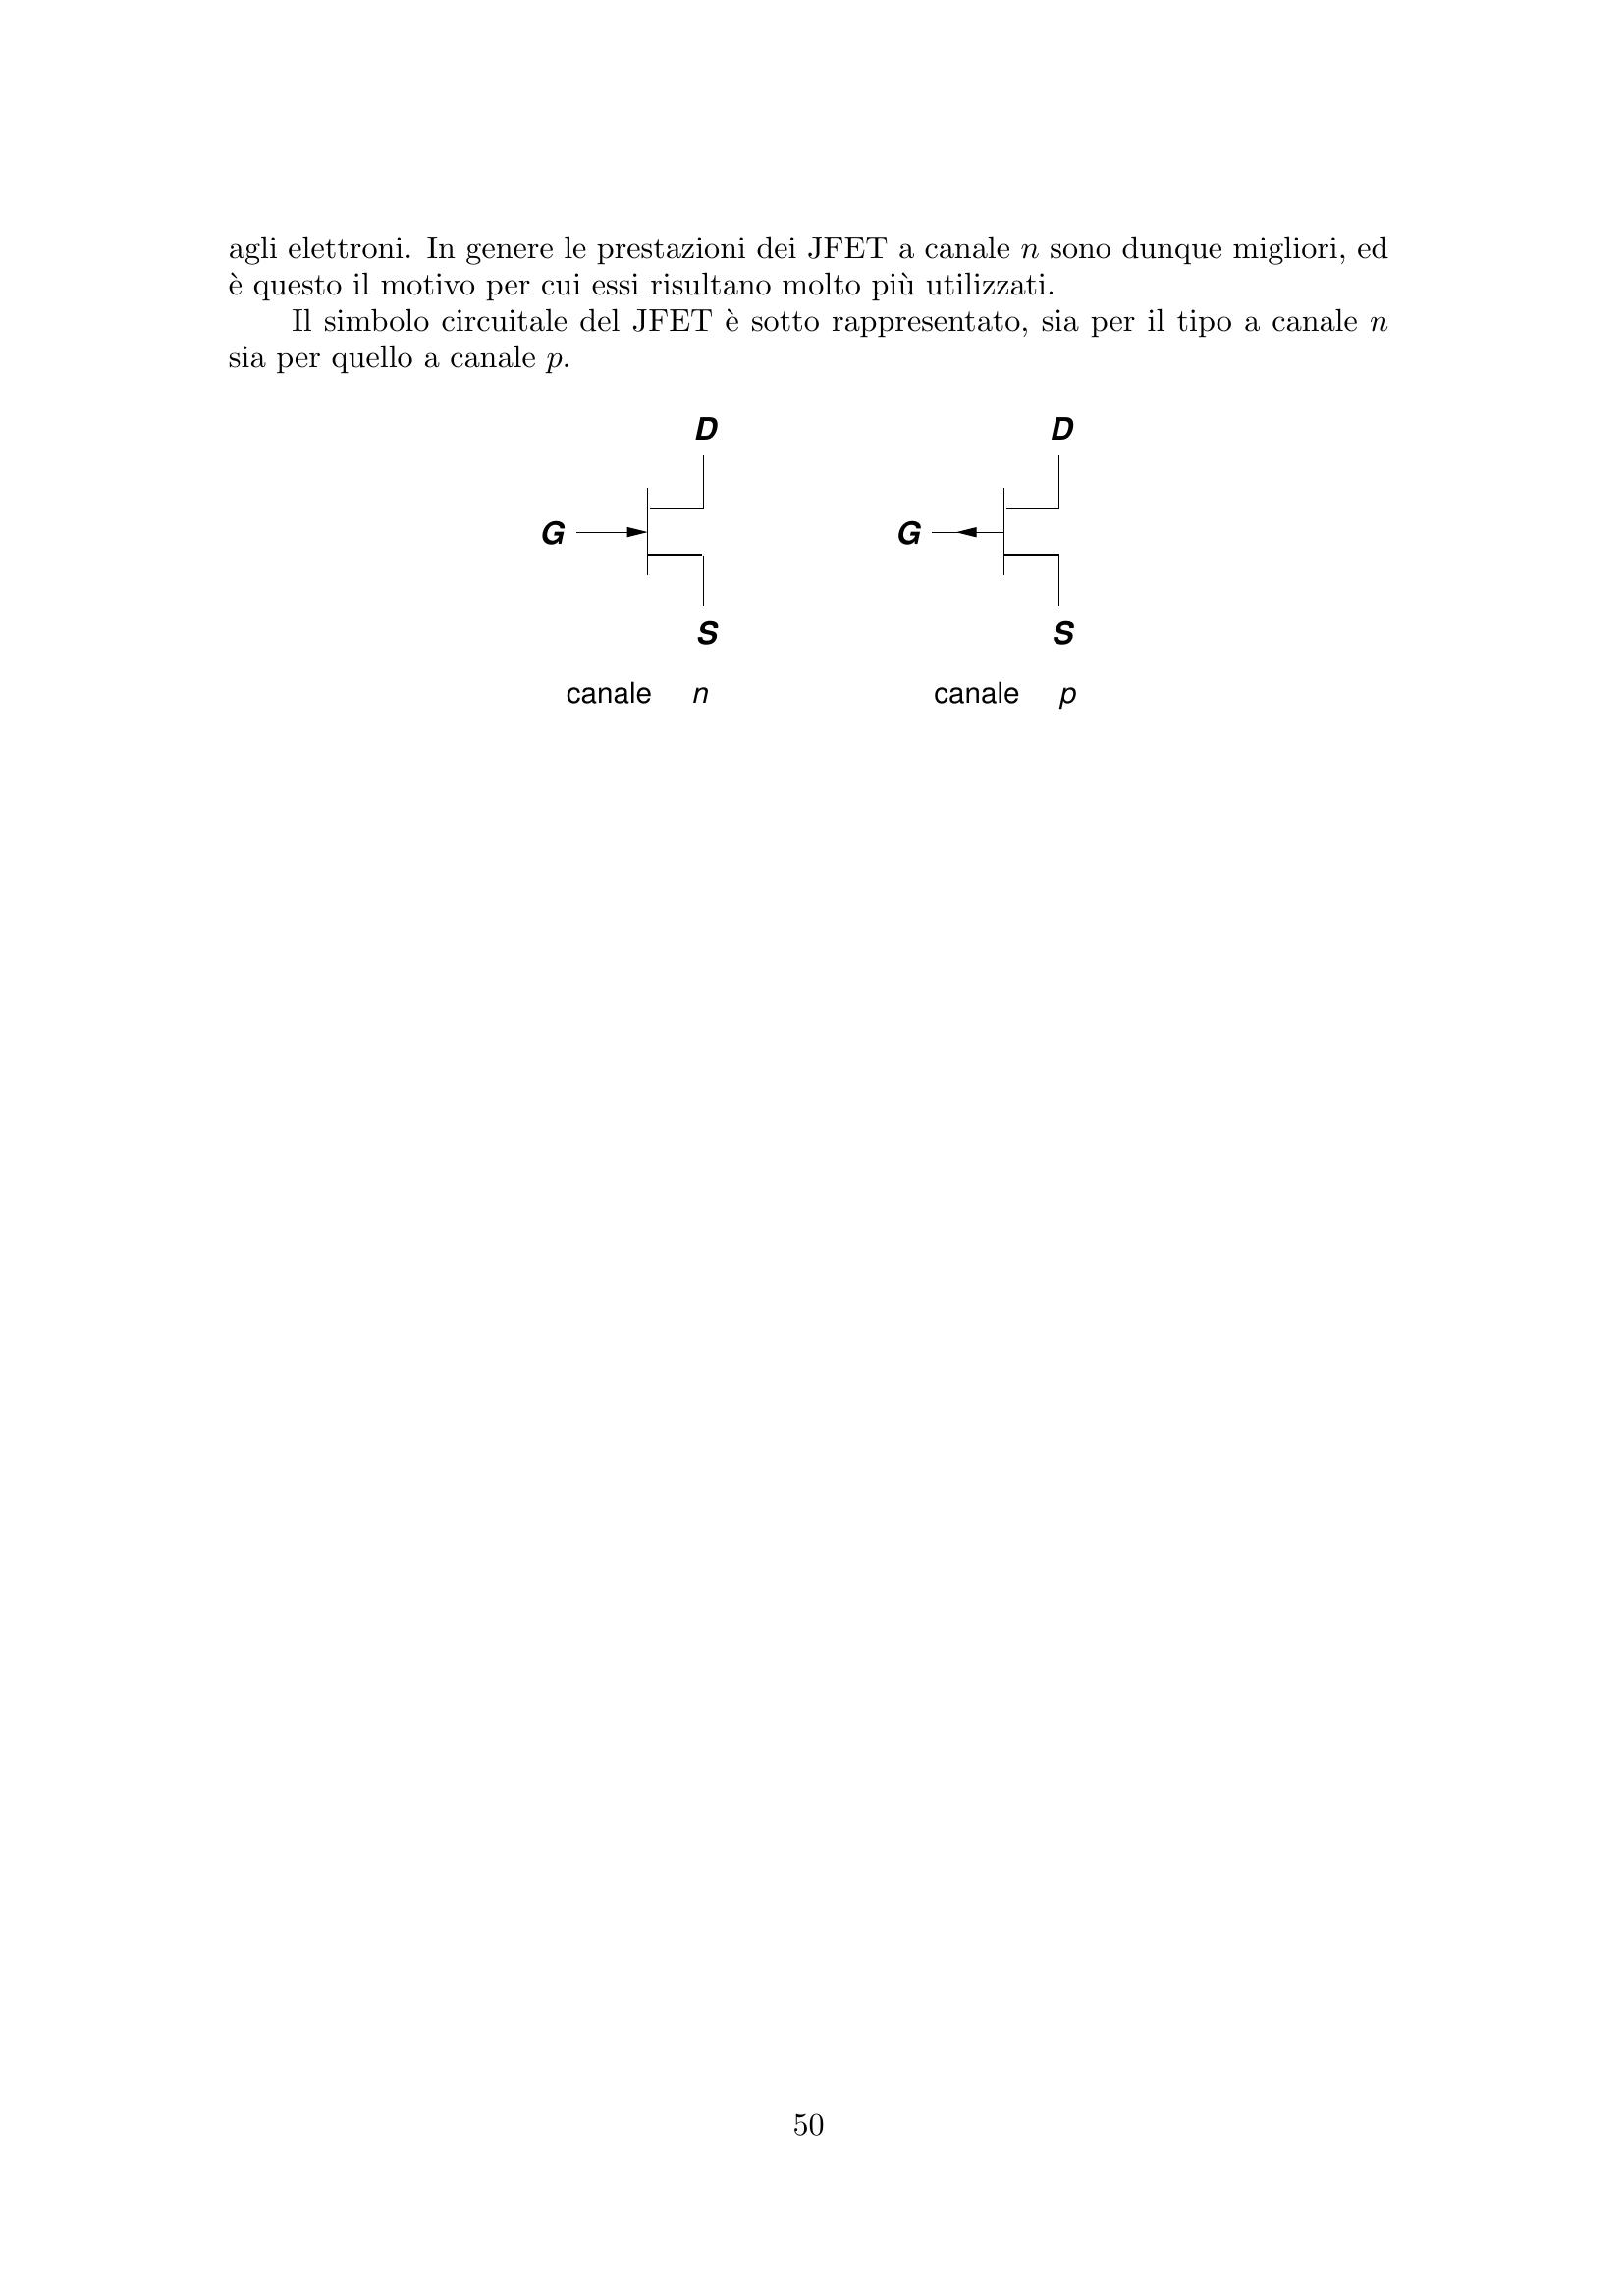 agli elettroni. In genere le prestazioni dei JFET a canale n sono dunque migliori, ed
è questo il motivo per cui essi risultano molto più utilizzati.
Il simbolo circuitale del JFET è sotto rappresentato, sia per il tipo a canale n
sia per quello a canale p.
D D
G G
S S
canale n canale p
50